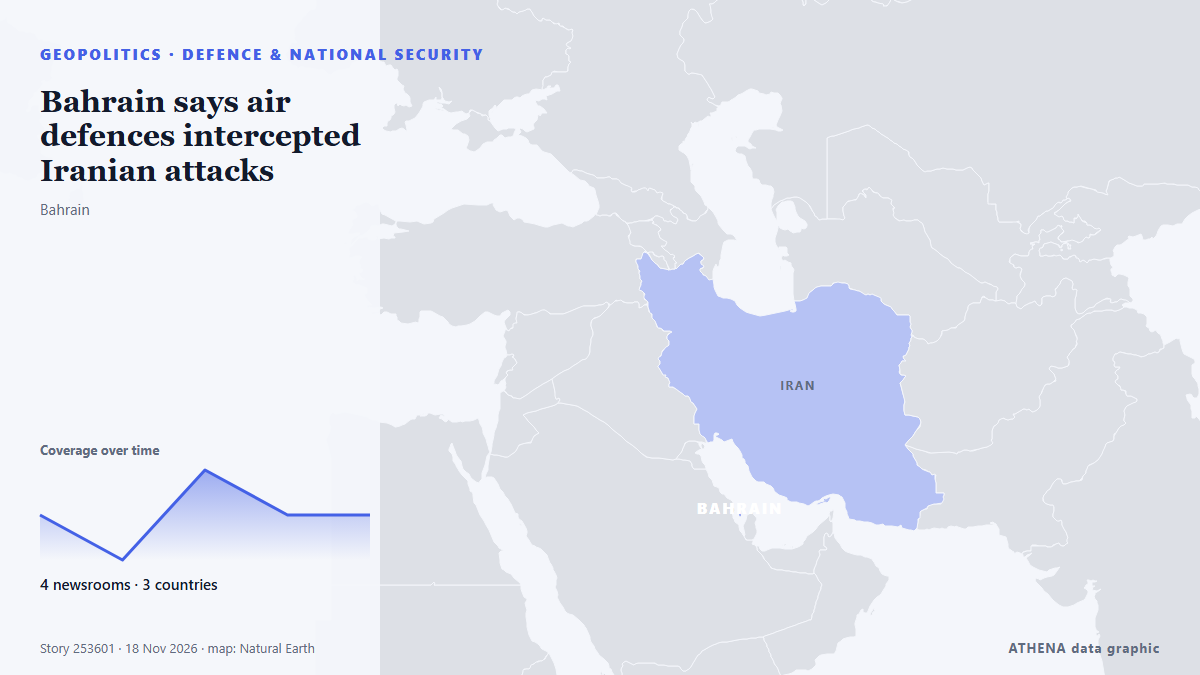 GEOPOLITICS · DEFENCE & NATIONAL SECURITY
Bahrain says air
defences intercepted
Iranian attacks
Bahrain
IRAN
BAHRAIN
Coverage over time
4 newsrooms · 3 countries
Story 253601 · 18 Nov 2026 · map: Natural Earth
ATHENA data graphic